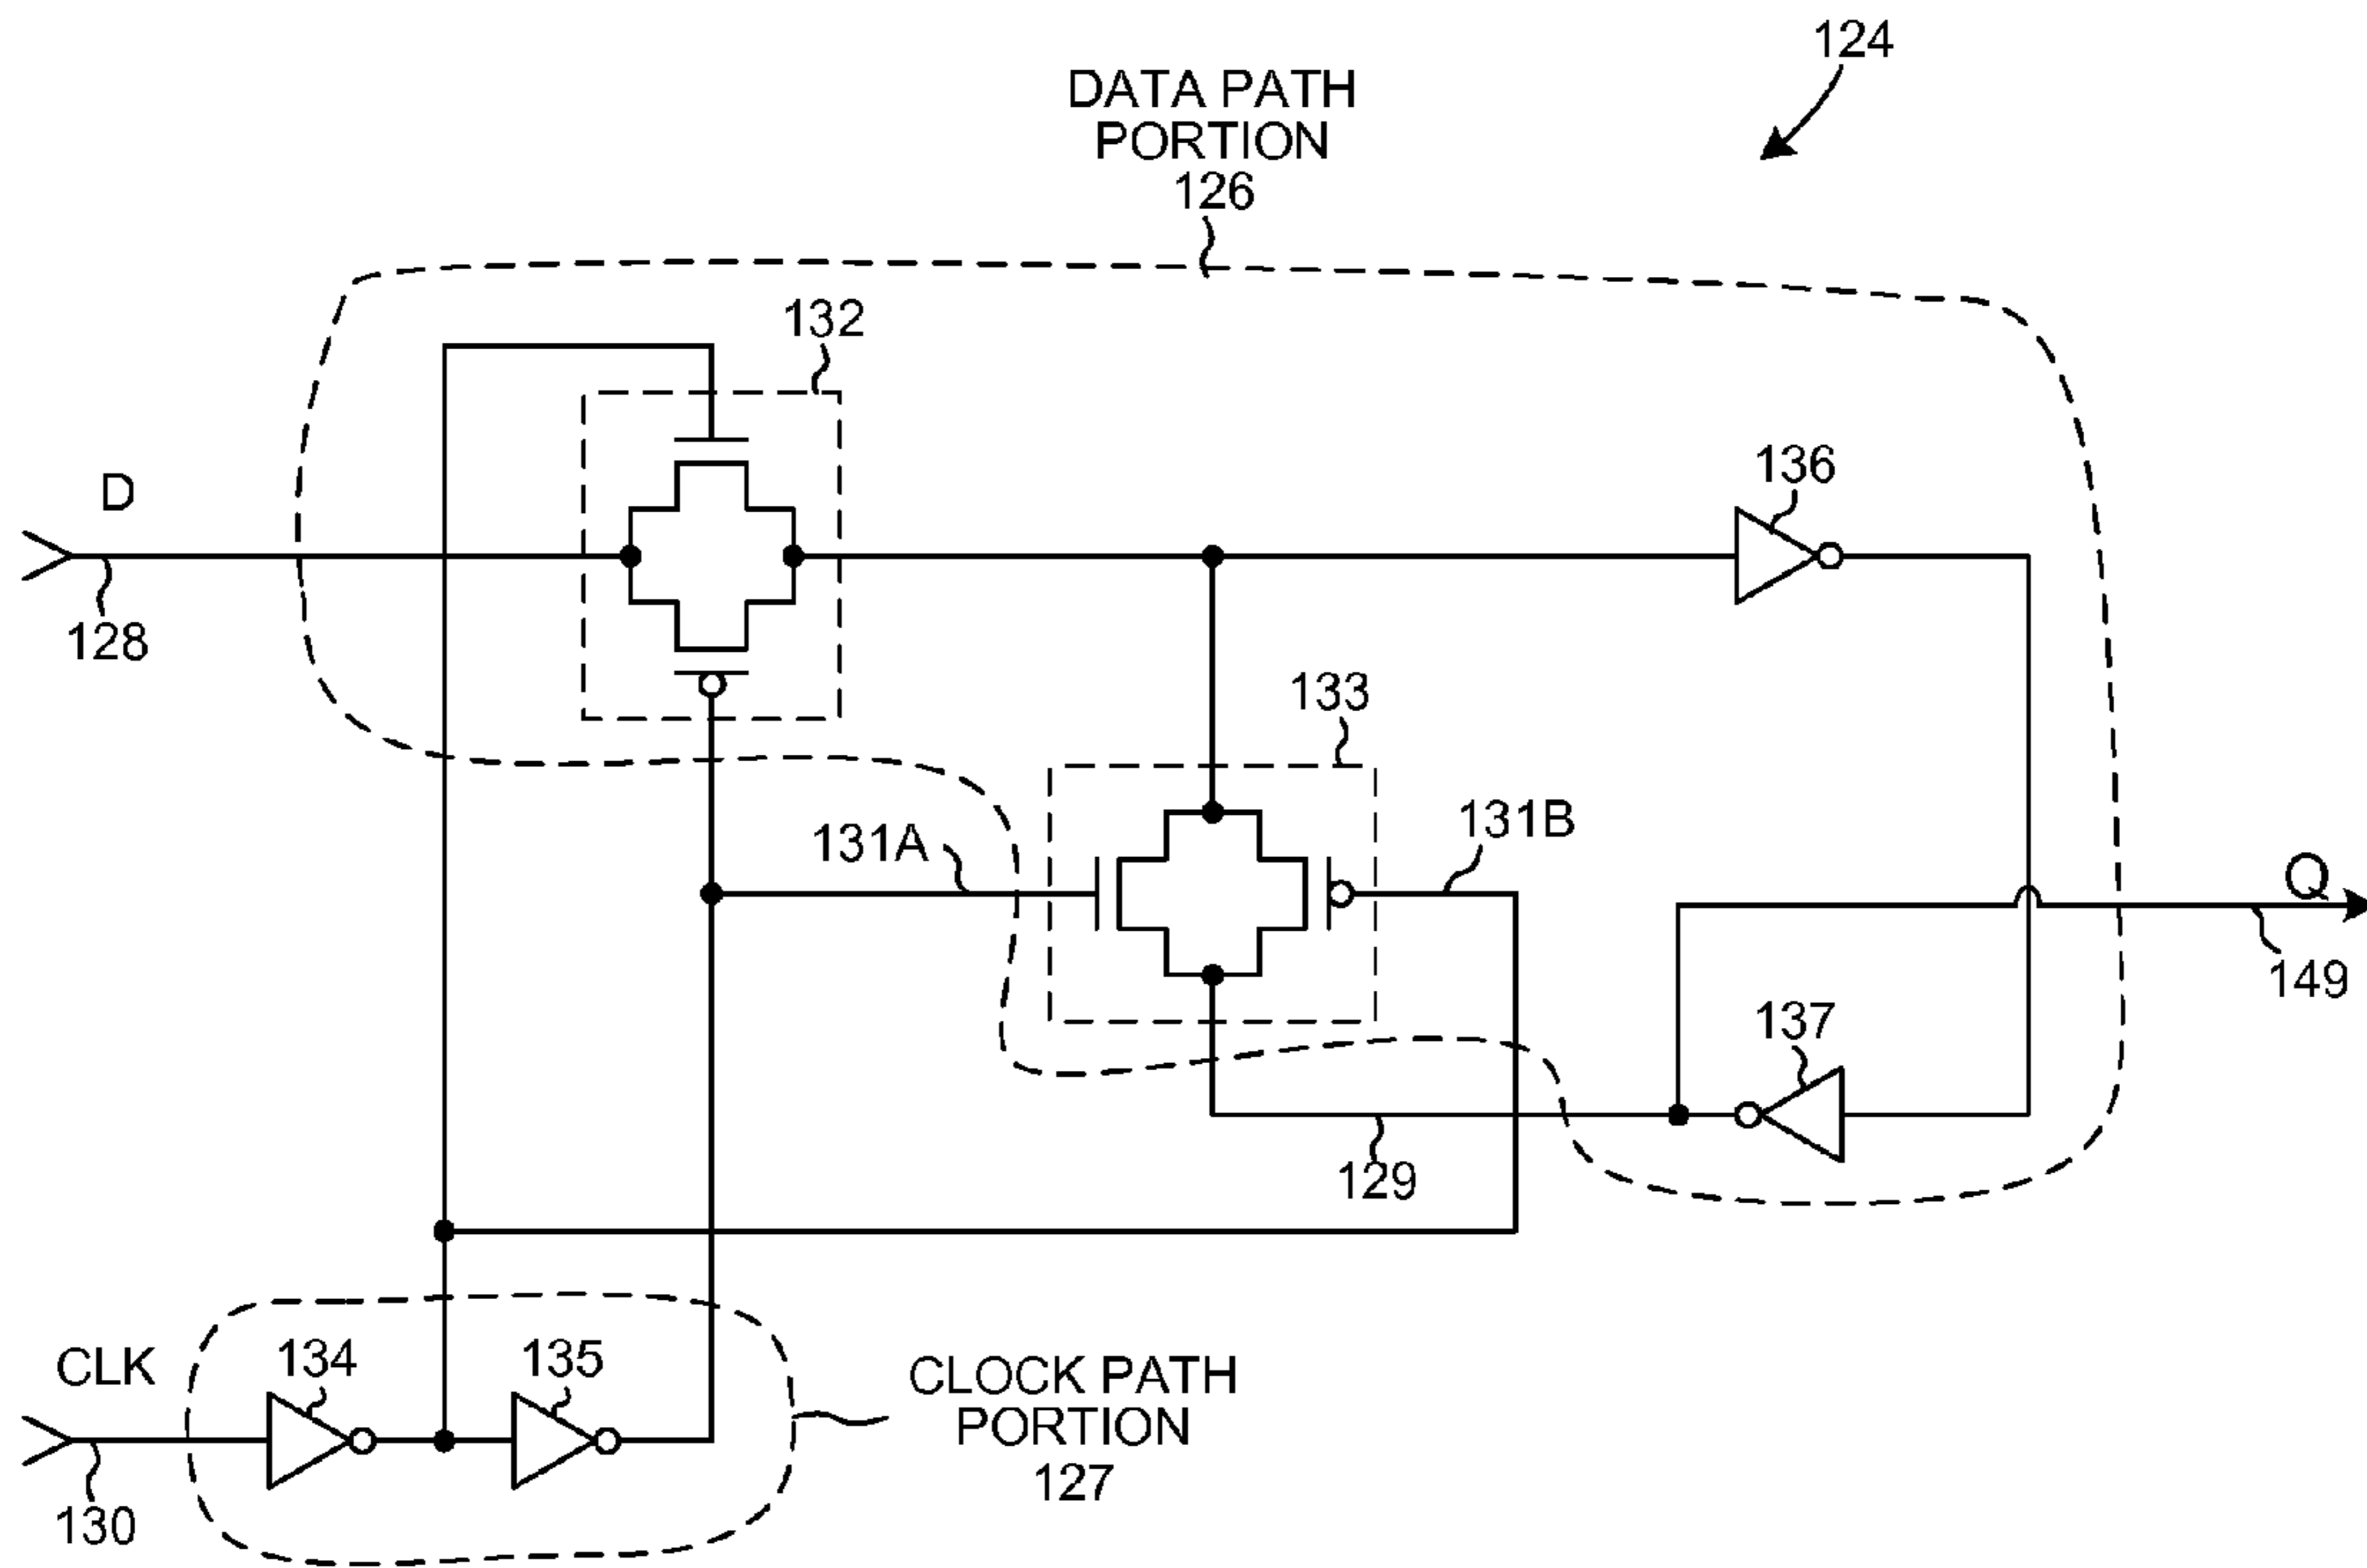 124
DATA PATH
PORTION
126
132
D
136
128
133
131A
131B
Q
149
137
129
CLK
134
135
CLOCK PATH
PORTION
127
130